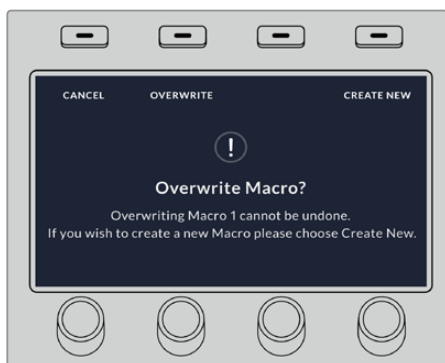 CANCEL OVERWRITE CREATE NEW
Overwrite Macro?
Overwriting Macro 1 cannot be undone.
If you wish to create a new Macro please choose Create New.